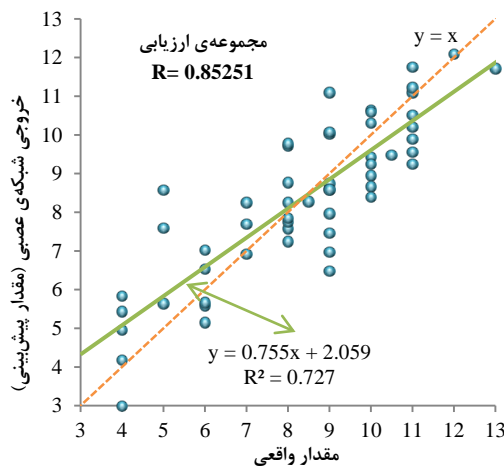 مجموعه‌ی ارزیابی
R= 0.85251
y = x
13
12
11
10
9
8
7
6
5
4
3
خروجی شبکه‌ی عصبی (مقدار پیش‌بینی)
y = 0.755x + 2.059
R² = 0.727
3 4 5 6 7 8 9 10 11 12 13
مقدار واقعی